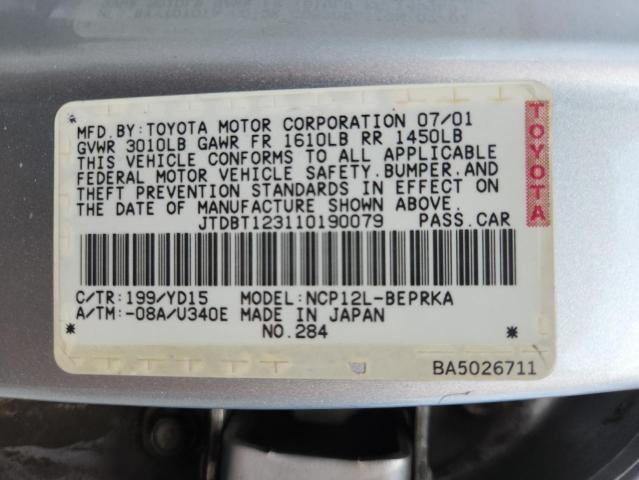 MFD.BY:TOYOTA MOTOR CORPORATION 07/01
GVWR 3010LB GAWR FR 1610LB RR 1450LB
THIS VEHICLE CONFORMS TO ALL APPLICABLE
FEDERAL MOTOR VEHICLE SAFETY.BUMPER.AND
THEFT PREVENTION STANDARDS IN EFFECT ON
THE DATE OF MANUFACTURE SHOWN ABOVE.
JTDBT123110190079 PASS.CAR
C/TR:199/YD15 MODEL:NCP12L-BEPRKA
A/TM:-08A/U340E MADE IN JAPAN
* NO.284 *
BA5026711
TOYOTA